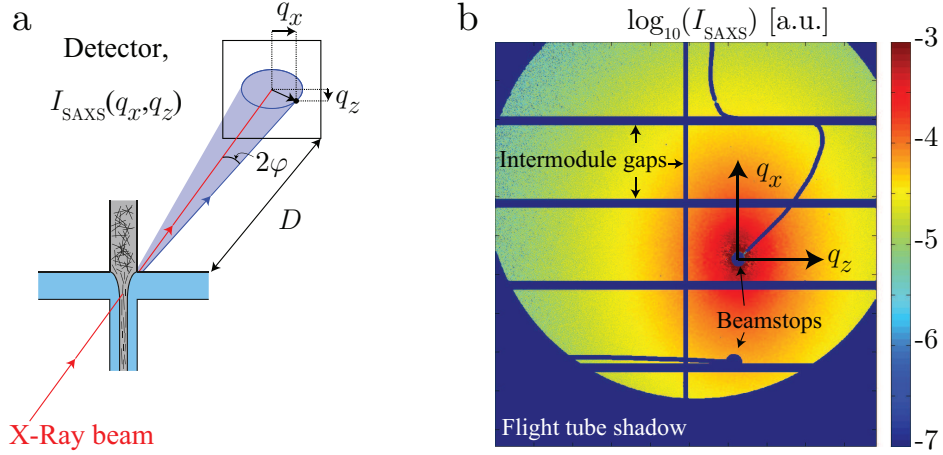 a
Detector,
I_SAXS(q_x,q_z)
q_x
q_z
2φ
D
X-Ray beam
b
log₁₀(I_SAXS) [a.u.]
Intermodule gaps
q_x
q_z
Beamstops
Flight tube shadow
-3
-4
-5
-6
-7